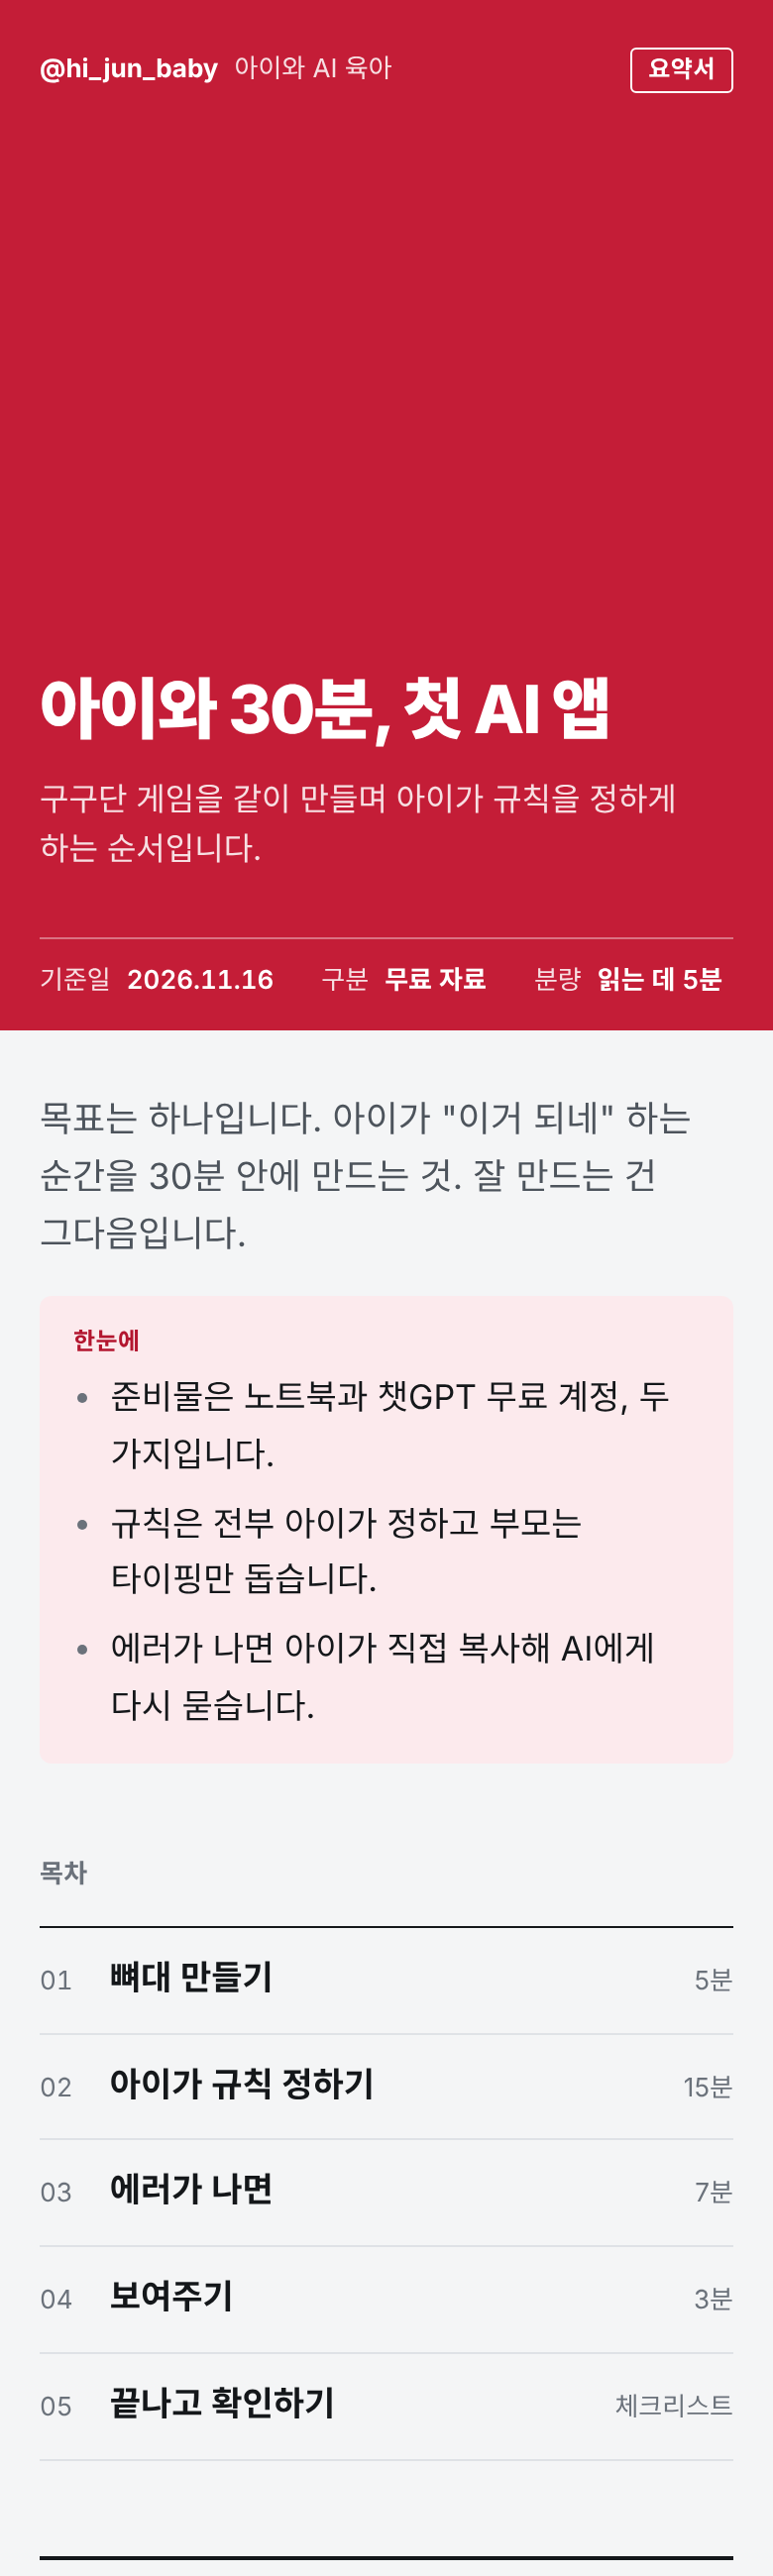 @hi_jun_baby 아이와 AI 육아
요약서
아이와 30분, 첫 AI 앱
구구단 게임을 같이 만들며 아이가 규칙을 정하게
하는 순서입니다.
기준일 2026.11.16 구분 무료 자료 분량 읽는 데 5분
목표는 하나입니다. 아이가 "이거 되네" 하는
순간을 30분 안에 만드는 것. 잘 만드는 건
그다음입니다.
한눈에
• 준비물은 노트북과 챗GPT 무료 계정, 두
가지입니다.
• 규칙은 전부 아이가 정하고 부모는
타이핑만 돕습니다.
• 에러가 나면 아이가 직접 복사해 AI에게
다시 묻습니다.
목차
01 뼈대 만들기 5분
02 아이가 규칙 정하기 15분
03 에러가 나면 7분
04 보여주기 3분
05 끝나고 확인하기 체크리스트